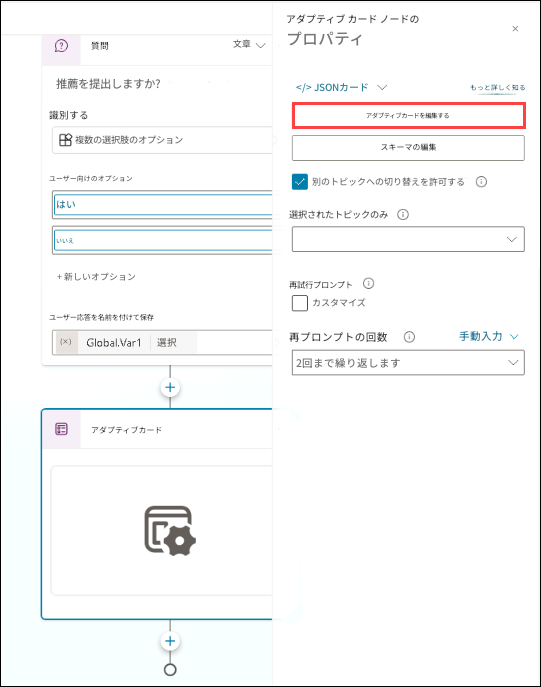 質問
文章
推薦を提出しますか?
識別する
複数の選択肢のオプション
ユーザー向けのオプション
はい
いいえ
+ 新しいオプション
ユーザー応答を名前を付けて保存
(×) Global.Var1 選択
アダプティブカード
アダプティブ カード ノードの
プロパティ
</> JSONカード
もっと詳しく知る
アダプティブカードを編集する
スキーマの編集
別のトピックへの切り替えを許可する
選択されたトピックのみ
再試行プロンプト
カスタマイズ
再プロンプトの回数
手動入力
2回まで繰り返します